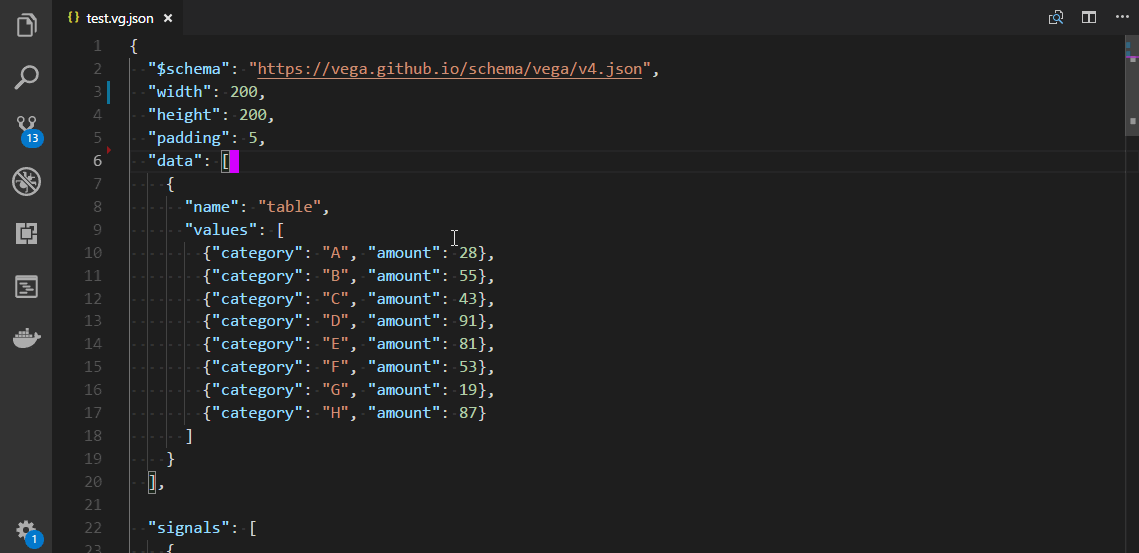 {} test.vg.json ×
1 {
2 "$schema": "https://vega.github.io/schema/vega/v4.json",
3 "width": 200,
4 "height": 200,
5 "padding": 5,
6 "data": [
7 {
8 "name": "table",
9 "values": [
10 {"category": "A", "amount": 28},
11 {"category": "B", "amount": 55},
12 {"category": "C", "amount": 43},
13 {"category": "D", "amount": 91},
14 {"category": "E", "amount": 81},
15 {"category": "F", "amount": 53},
16 {"category": "G", "amount": 19},
17 {"category": "H", "amount": 87}
18 ]
19 }
20 ],
21
22 "signals": [
23 {
13
1